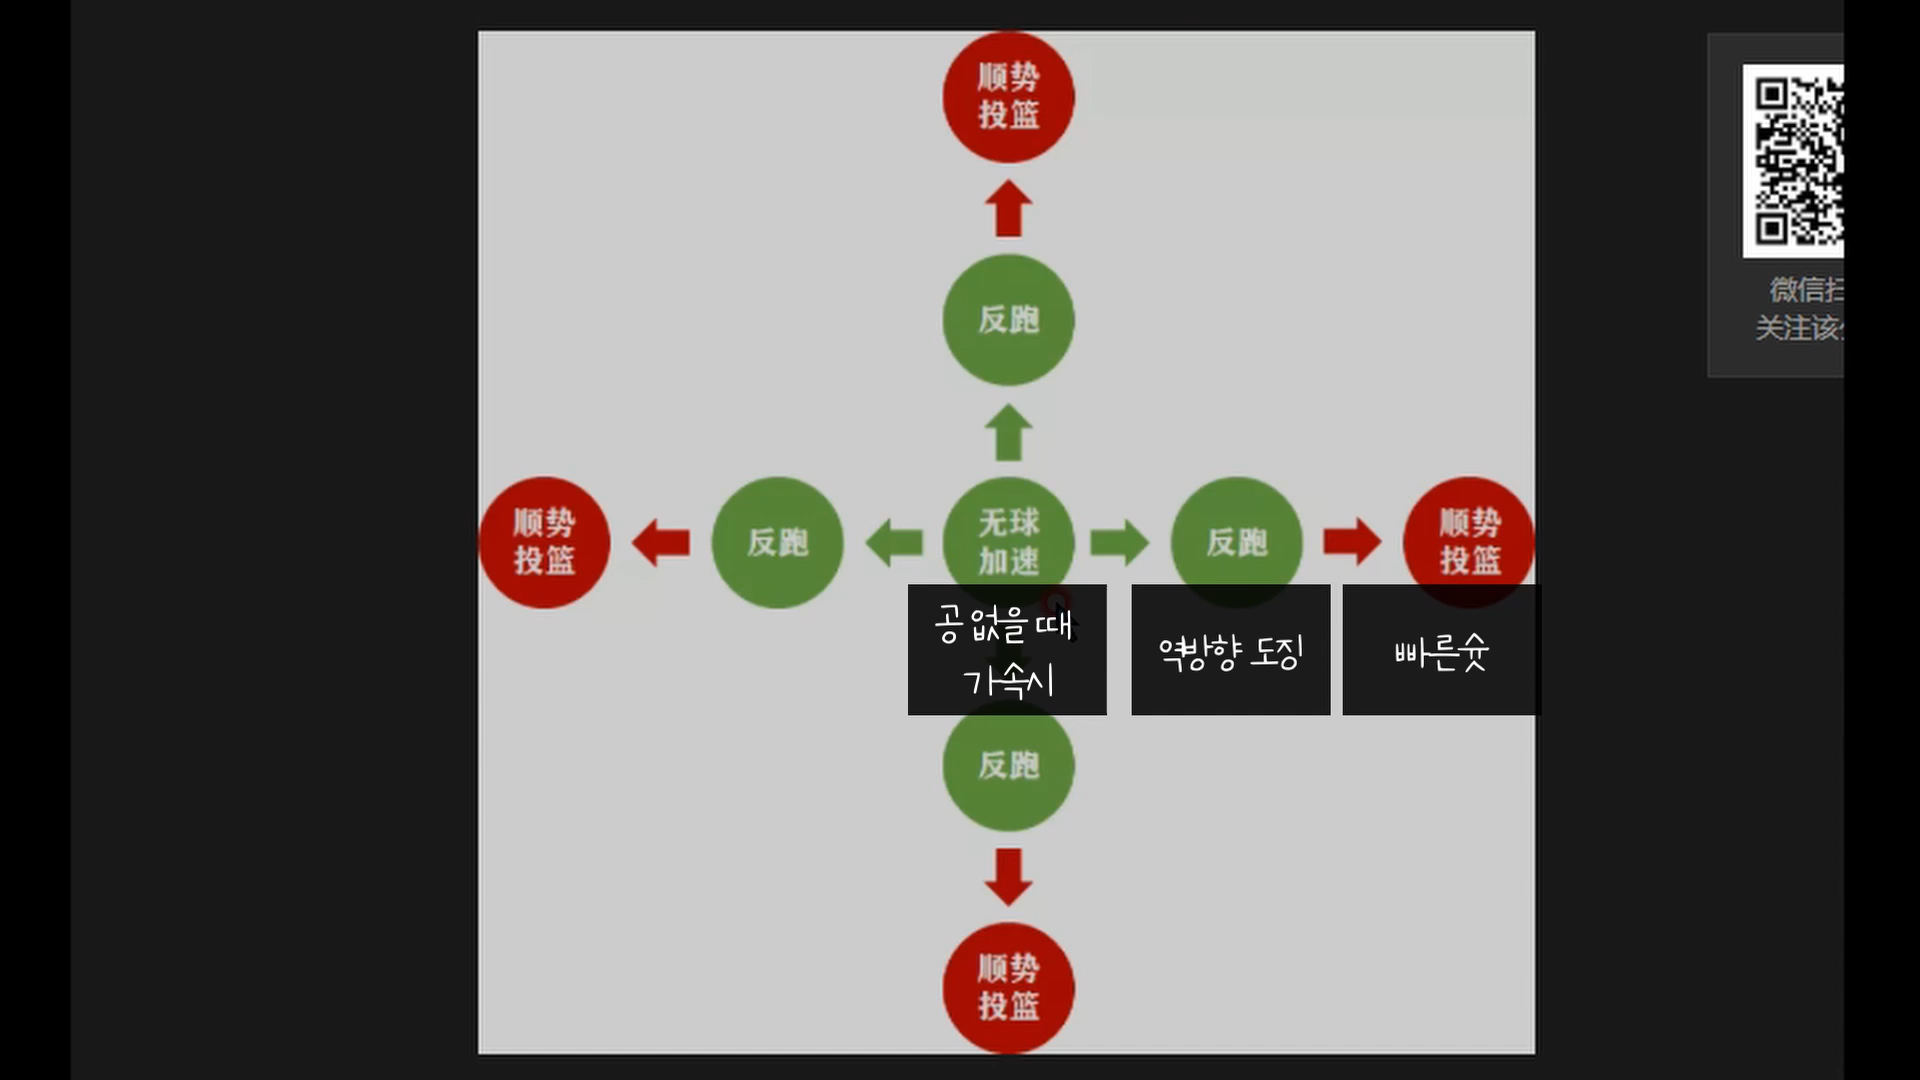 顺势
投篮
反跑
顺势
投篮
反跑
无球
加速
反跑
顺势
投篮
공 없을 때
가속시
역방향 도징
빠른슛
反跑
顺势
投篮
微信扫
关注该